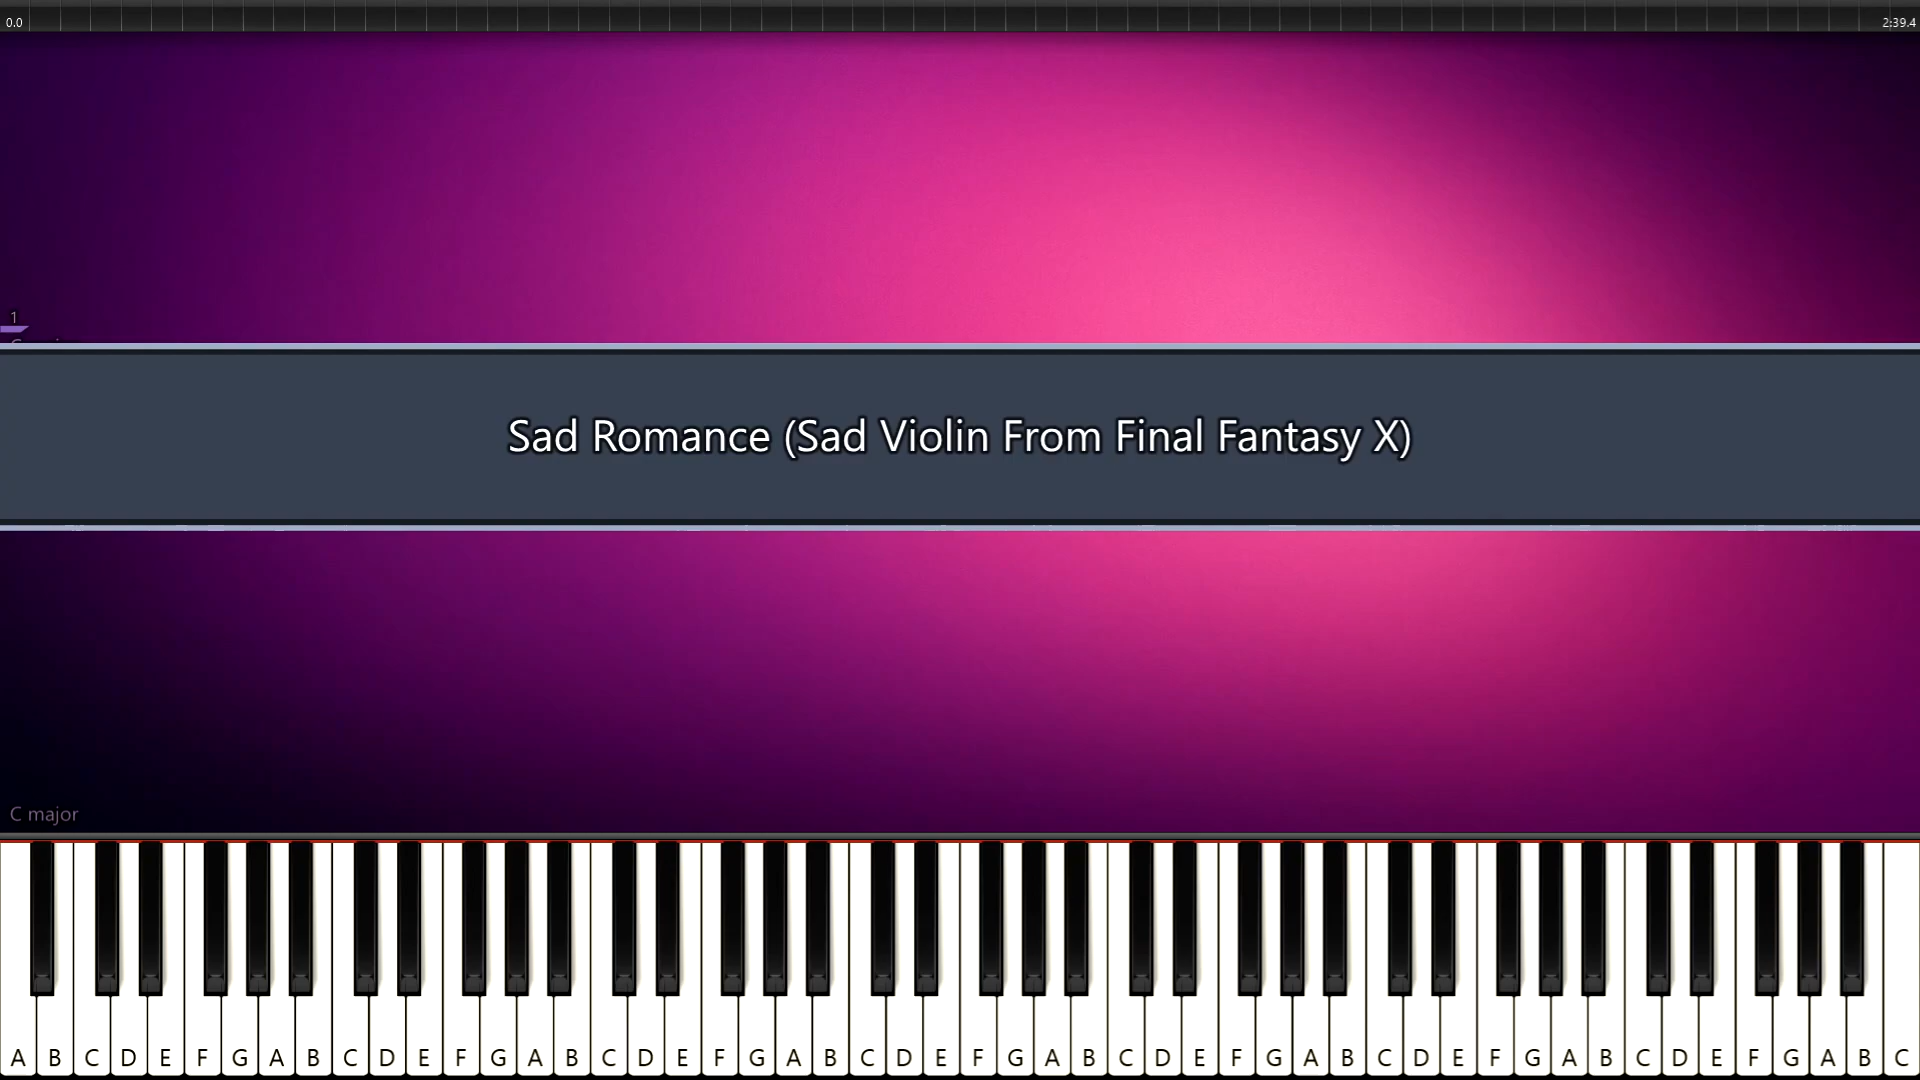 0.0 2:39.4
1
Sad Romance (Sad Violin From Final Fantasy X)
C major
A B C D E F G A B C D E F G A B C D E F G A B C D E F G A B C D E F G A B C D E F G A B C D E F G A B C